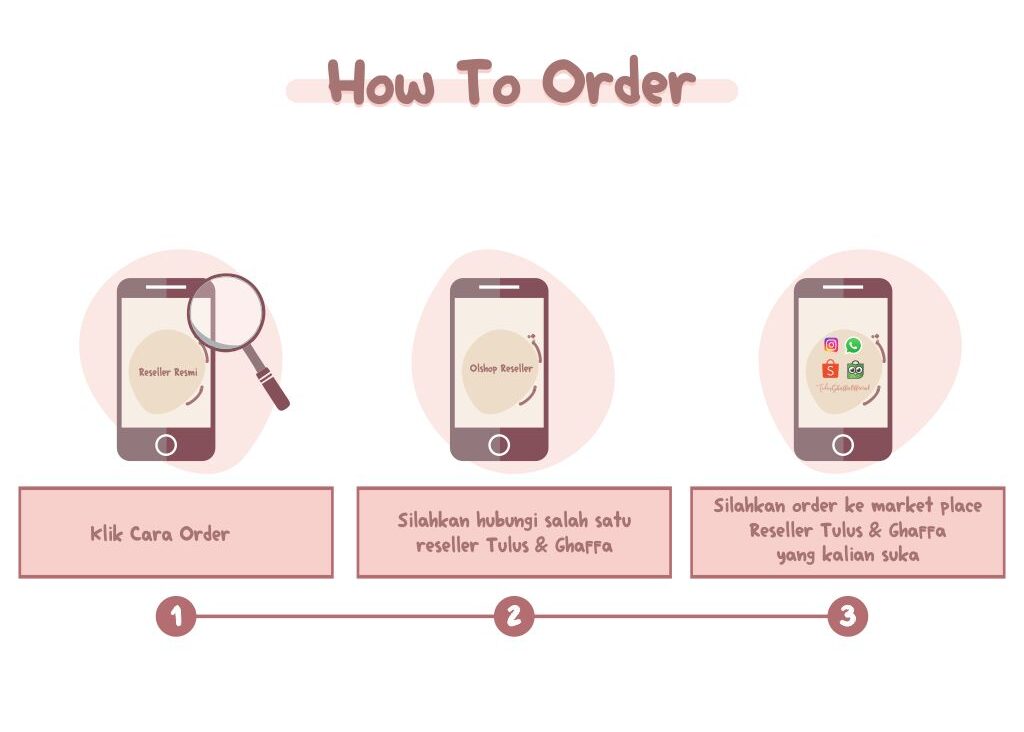 How To Order
Reseller Resmi
Olshop Reseller
Klik Cara Order
Silahkan hubungi salah satu
reseller Tulus & Ghaffa
Silahkan order ke market place
Reseller Tulus & Ghaffa
yang kalian suka
1
2
3